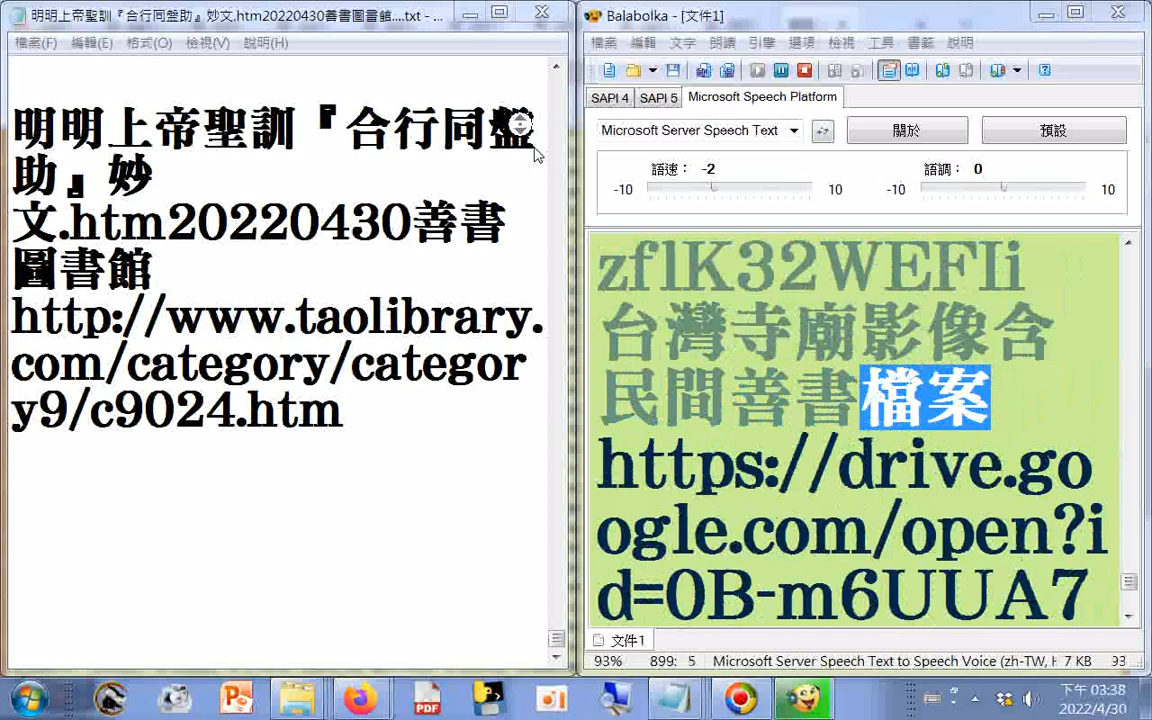 明明上帝聖訓『合行同盤助』妙文.htm20220430善書圖書館....txt - ...
檔案(F) 編輯(E) 格式(O) 檢視(V) 說明(H)
明明上帝聖訓『合行同盤
助』妙
文.htm20220430善書
圖書館
http://www.taolibrary.
com/category/categor
y9/c9024.htm
Balabolka - [文件1]
檔案 編輯 文字 朗讀 引擎 選項 檢視 工具 書籤 說明
SAPI 4 SAPI 5 Microsoft Speech Platform
Microsoft Server Speech Text 關於 預設
語速: -2 語調: 0
-10 10 -10 10
zflK32WEFIi
台灣寺廟影像含
民間善書檔案
https://drive.go
ogle.com/open?i
d=0B-m6UUA7
文件1
93% 899: 5 Microsoft Server Speech Text to Speech Voice (zh-TW, H 7 KB 93
下午 03:38
2022/4/30